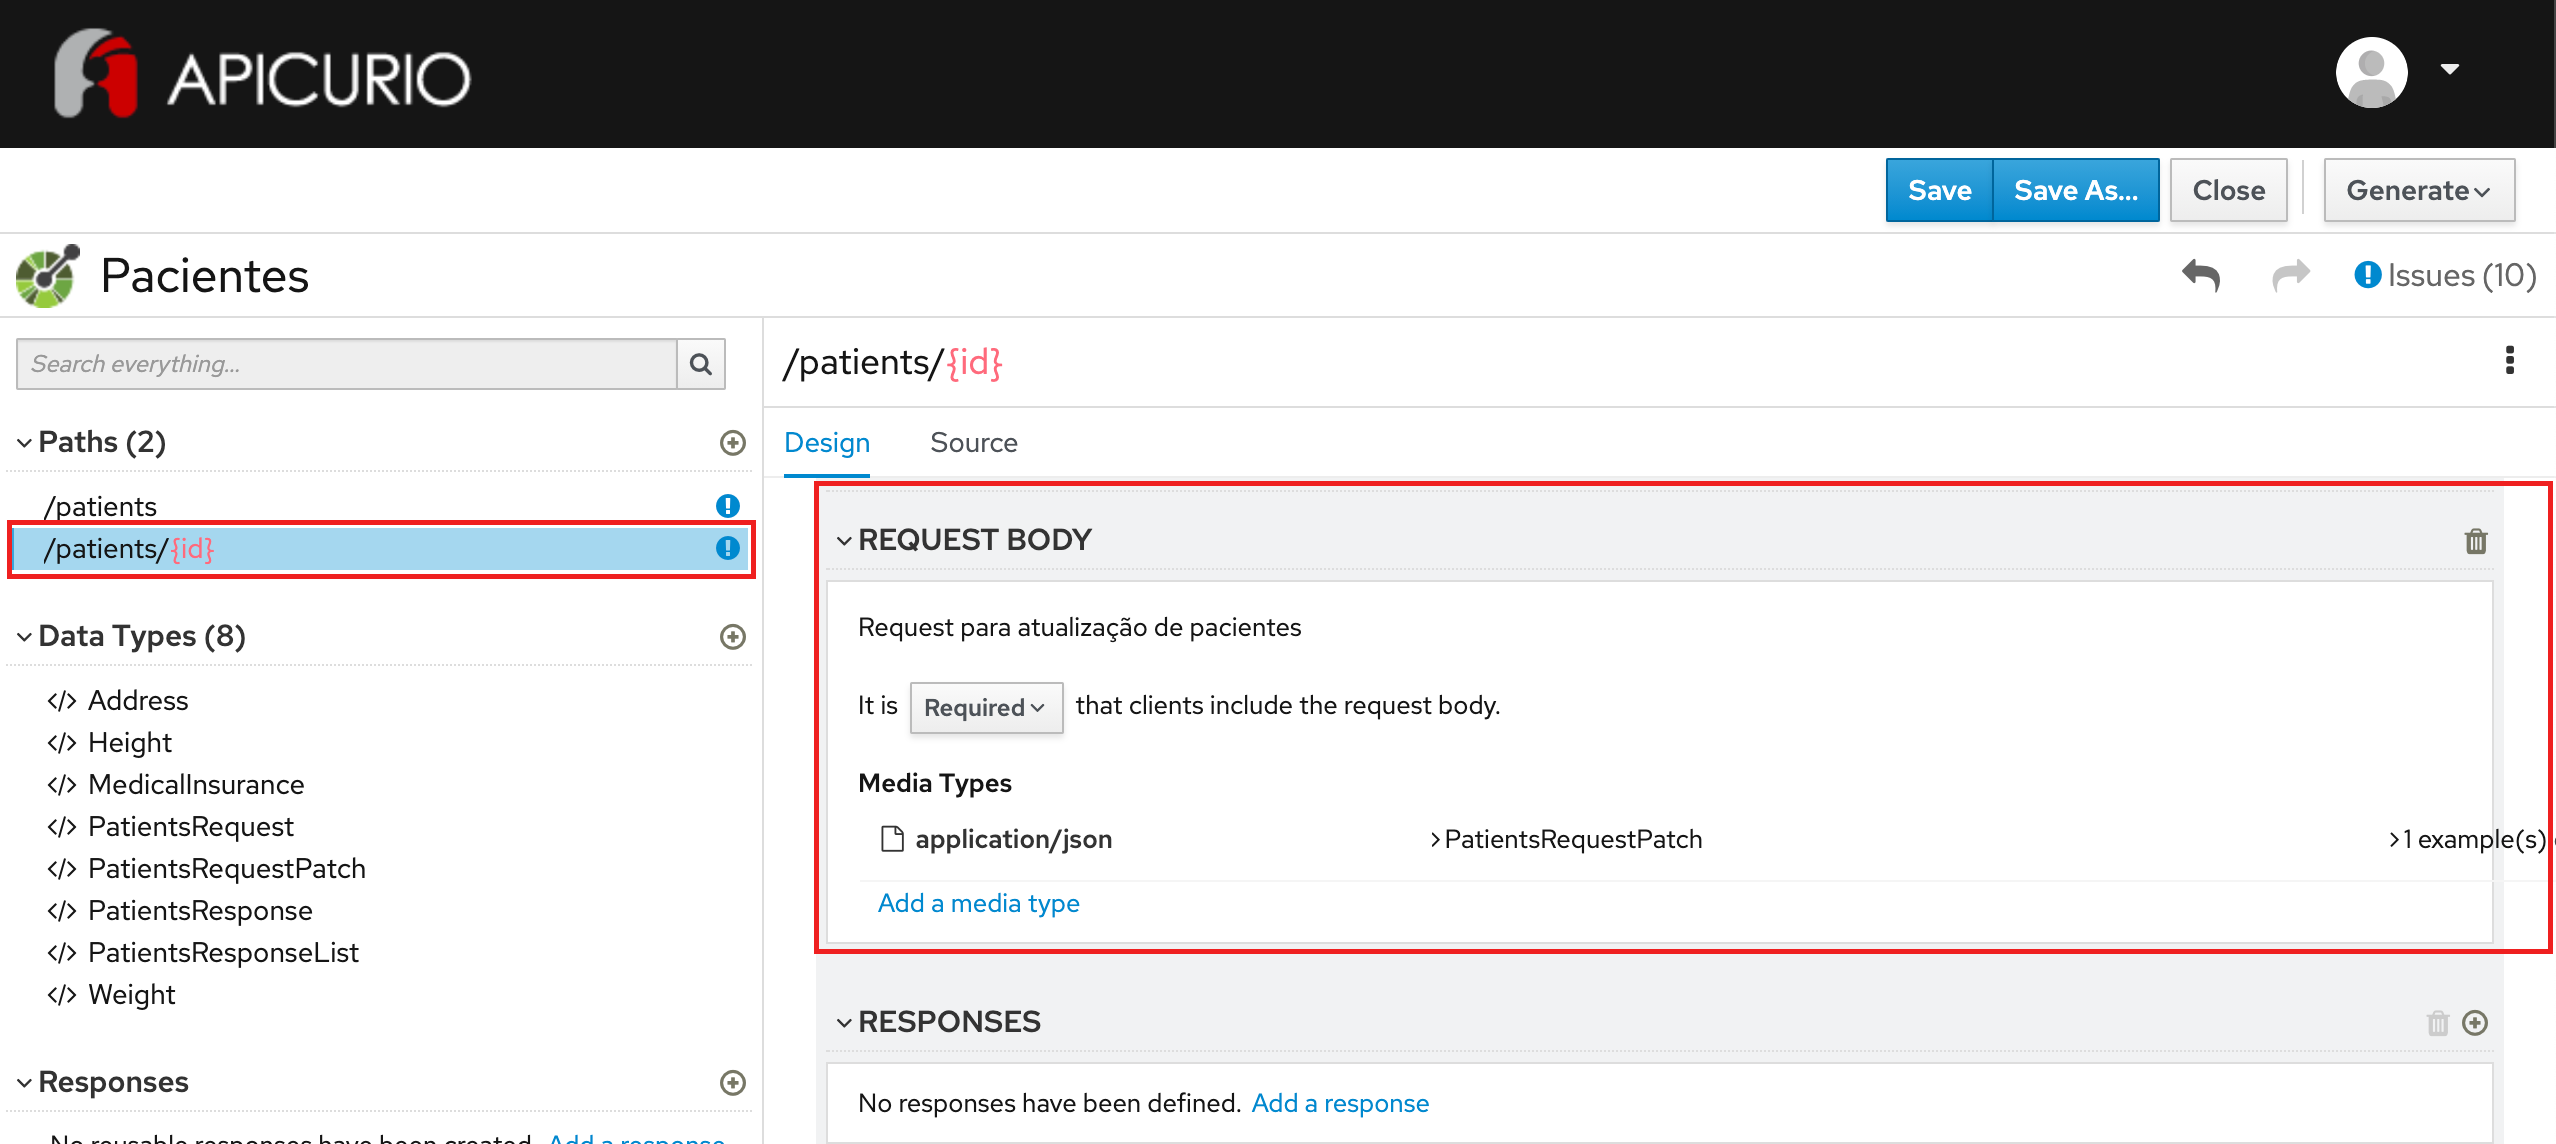 APICURIO
Save Save As... Close Generate
Pacientes
Issues (10)
Search everything...
/patients/{id}
Paths (2)
Design Source
/patients
/patients/{id}
REQUEST BODY
Request para atualização de pacientes
Data Types (8)
Address
Height
MedicalInsurance
PatientsRequest
PatientsRequestPatch
PatientsResponse
PatientsResponseList
Weight
It is Required that clients include the request body.
Media Types
application/json PatientsRequestPatch 1 example(s)
Add a media type
RESPONSES
No responses have been defined. Add a response
Responses
No reusable responses have been created. Add a response